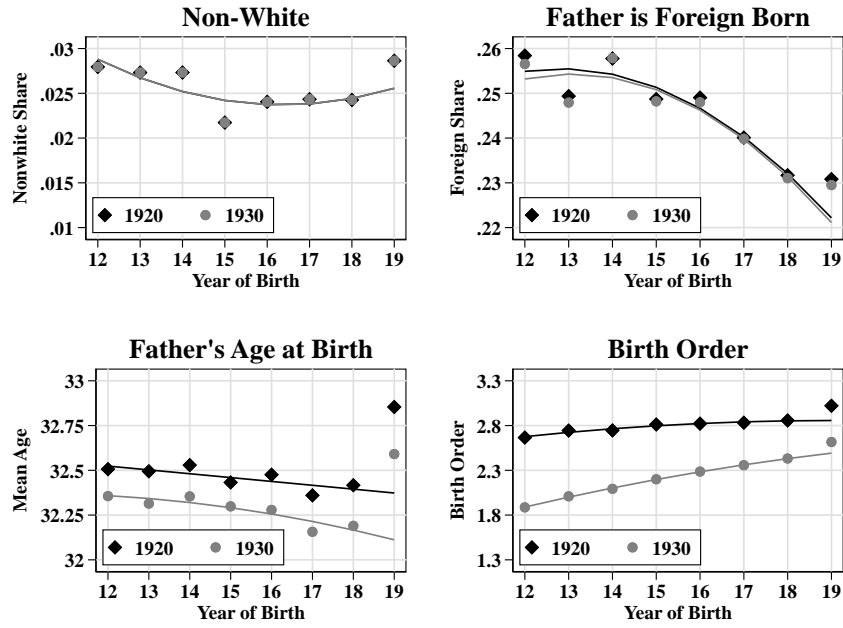 Non-White
Nonwhite Share
.03
.025
.02
.015
.01
1920 1930
12 13 14 15 16 17 18 19
Year of Birth
Father is Foreign Born
Foreign Share
.26
.25
.24
.23
.22
1920 1930
12 13 14 15 16 17 18 19
Year of Birth
Father's Age at Birth
Mean Age
33
32.75
32.5
32.25
32
1920 1930
12 13 14 15 16 17 18 19
Year of Birth
Birth Order
Birth Order
3.3
2.8
2.3
1.8
1.3
1920 1930
12 13 14 15 16 17 18 19
Year of Birth